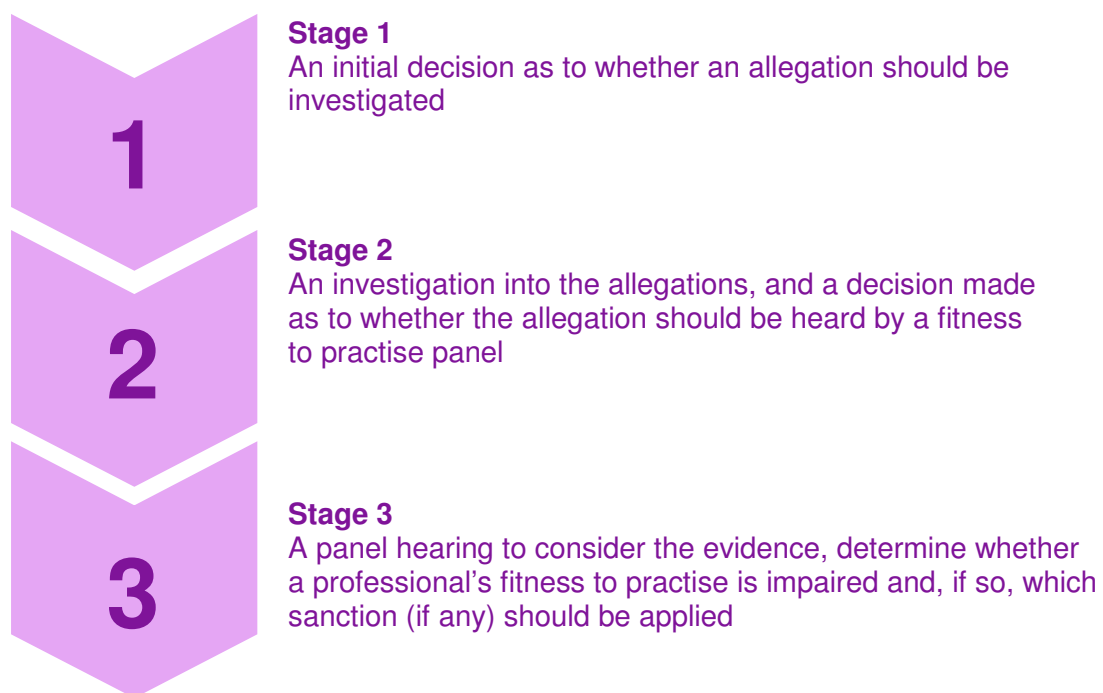 1
Stage 1
An initial decision as to whether an allegation should be
investigated
2
Stage 2
An investigation into the allegations, and a decision made
as to whether the allegation should be heard by a fitness
to practise panel
3
Stage 3
A panel hearing to consider the evidence, determine whether
a professional’s fitness to practise is impaired and, if so, which
sanction (if any) should be applied